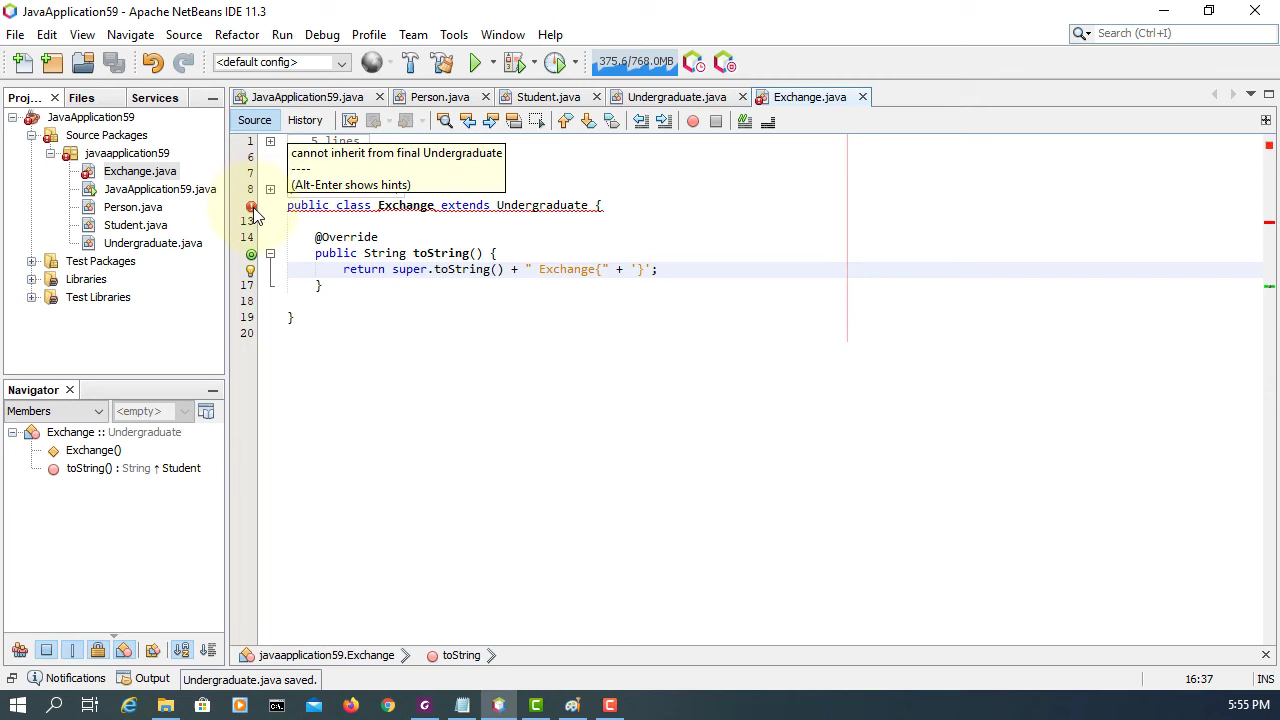 JavaApplication59 - Apache NetBeans IDE 11.3
File Edit View Navigate Source Refactor Run Debug Profile Team Tools Window Help
Search (Ctrl+I)
<default config>
375.6/768.0MB
Proj... Files Services
JavaApplication59.java Person.java Student.java Undergraduate.java Exchange.java
JavaApplication59
Source Packages
javaapplication59
Exchange.java
JavaApplication59.java
Person.java
Student.java
Undergraduate.java
Test Packages
Libraries
Test Libraries
Source History
1 5 lines
6
7
8
cannot inherit from final Undergraduate
----
(Alt-Enter shows hints)
public class Exchange extends Undergraduate {
13
14 @Override
public String toString() {
return super.toString() + " Exchange{" + '}';
17 }
18
19 }
20
Navigator
Members <empty>
Exchange :: Undergraduate
Exchange()
toString() : String ↑ Student
javaapplication59.Exchange toString
Notifications Output Undergraduate.java saved. 16:37 INS
5:55 PM